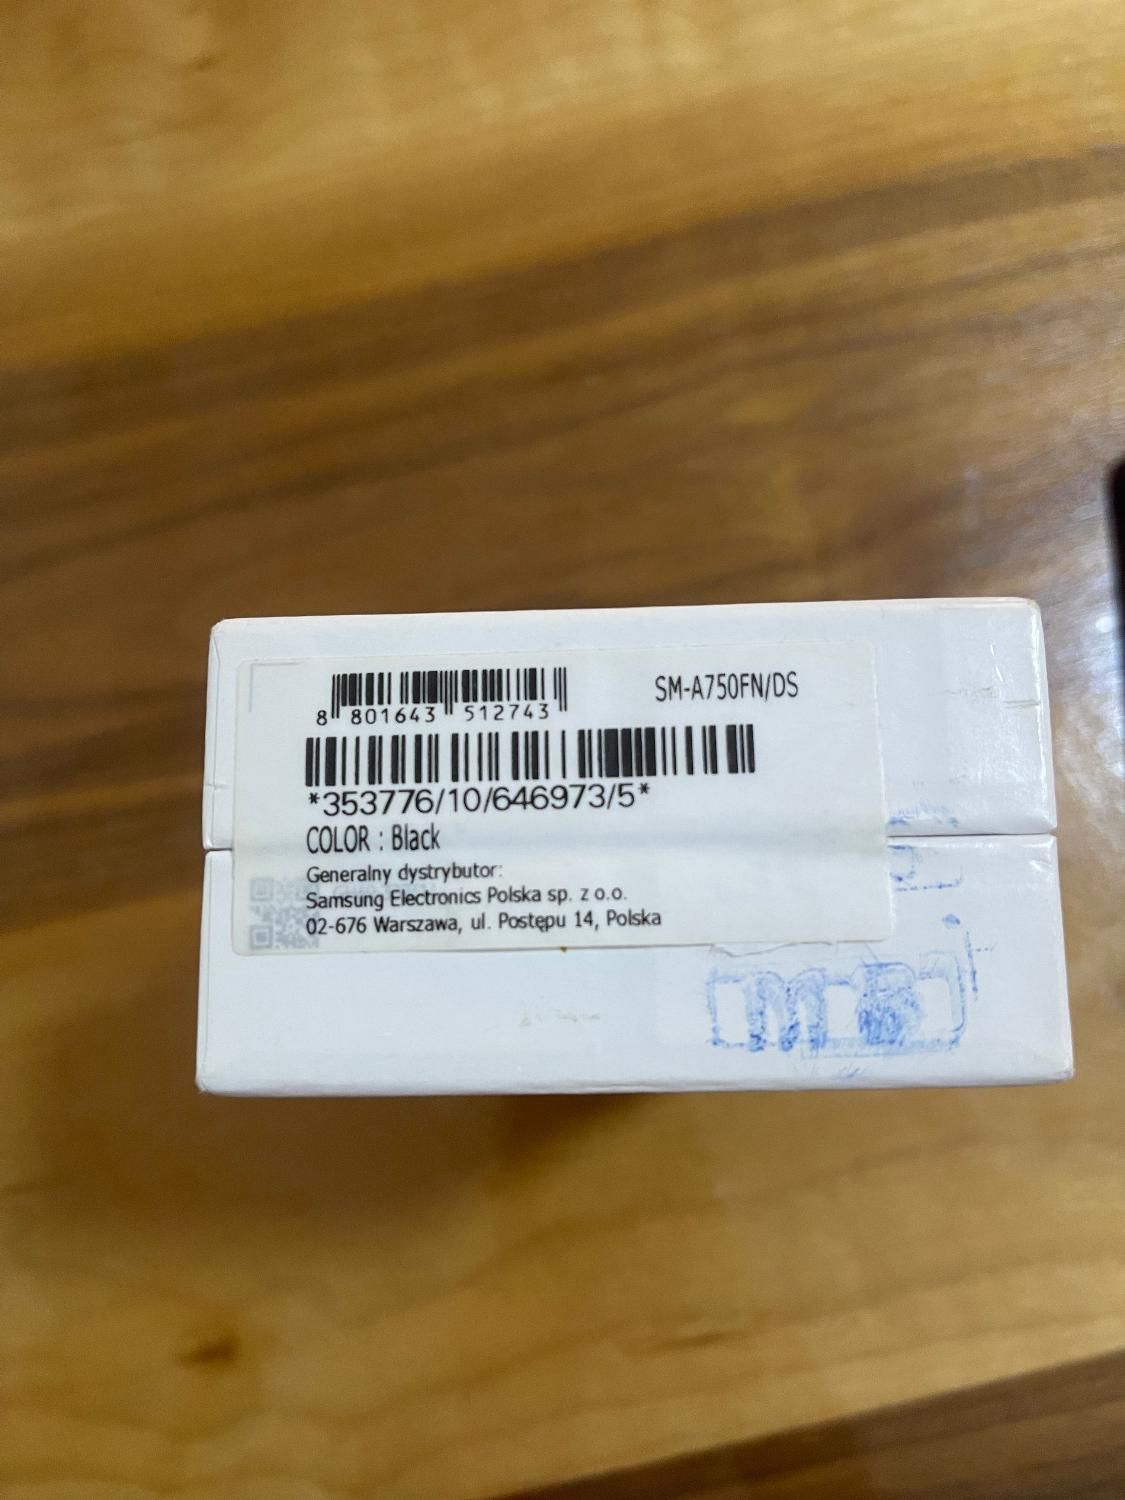 SM-A750FN/DS
8 801643 512743
*353776/10/646973/5*
COLOR : Black
Generalny dystrybutor:
Samsung Electronics Polska sp. z o.o.
02-676 Warszawa, ul. Postępu 14, Polska